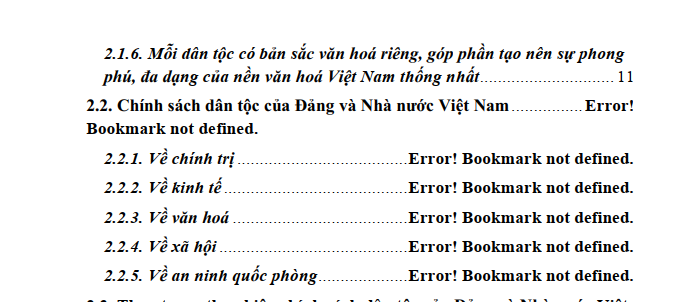 2.1.6. Mỗi dân tộc có bản sắc văn hoá riêng, góp phần tạo nên sự phong
phú, đa dạng của nền văn hoá Việt Nam thống nhất............................... 11
2.2. Chính sách dân tộc của Đảng và Nhà nước Việt Nam................ Error!
Bookmark not defined.
2.2.1. Về chính trị...................................Error! Bookmark not defined.
2.2.2. Về kinh tế.....................................Error! Bookmark not defined.
2.2.3. Về văn hoá...................................Error! Bookmark not defined.
2.2.4. Về xã hội......................................Error! Bookmark not defined.
2.2.5. Về an ninh quốc phòng..................Error! Bookmark not defined.